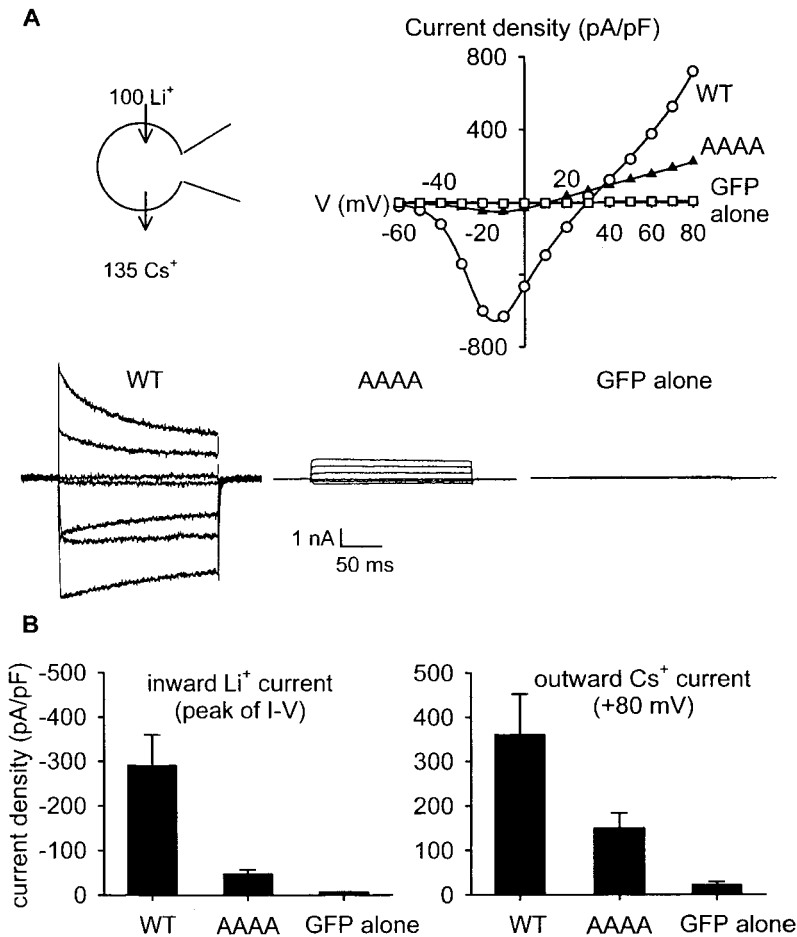 A
Current density (pA/pF)
100 Li⁺
135 Cs⁺
800
400
-800
V (mV)
-60
-40
-20
20
40
60
80
WT
AAAA
GFP
alone
WT
AAAA
GFP alone
1 nA
50 ms
B
current density (pA/pF)
-500
-400
-300
-200
-100
0
inward Li⁺ current
(peak of I-V)
WT
AAAA
GFP alone
500
400
300
200
100
0
outward Cs⁺ current
(+80 mV)
WT
AAAA
GFP alone